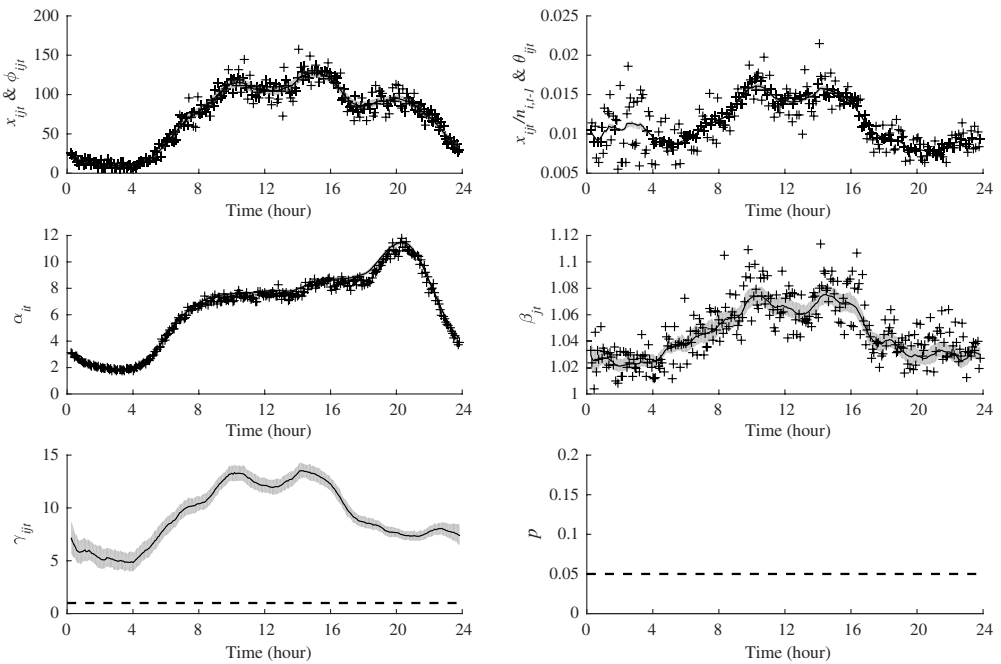 200
150
100
50
0
x_ijt & ϕ_ijt
0 4 8 12 16 20 24
Time (hour)
0.025
0.02
0.015
0.01
0.005
x_ijt/n_i,t-1 & θ_ijt
0 4 8 12 16 20 24
Time (hour)
12
10
8
6
4
2
0
α_it
0 4 8 12 16 20 24
Time (hour)
1.12
1.1
1.08
1.06
1.04
1.02
1
β_jt
0 4 8 12 16 20 24
Time (hour)
15
10
5
0
γ_ijt
0 4 8 12 16 20 24
Time (hour)
0.2
0.15
0.1
0.05
0
p
0 4 8 12 16 20 24
Time (hour)